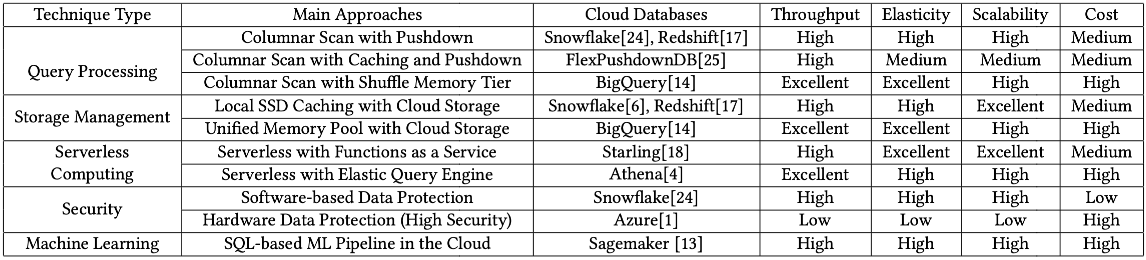 Technique Type Main Approaches Cloud Databases Throughput Elasticity Scalability Cost
Query Processing Columnar Scan with Pushdown Snowflake[24], Redshift[17] High High High Medium
Columnar Scan with Caching and Pushdown FlexPushdownDB[25] High Medium Medium Medium
Columnar Scan with Shuffle Memory Tier BigQuery[14] Excellent Excellent High High
Storage Management Local SSD Caching with Cloud Storage Snowflake[6], Redshift[17] High High Excellent Medium
Unified Memory Pool with Cloud Storage BigQuery[14] Excellent Excellent High High
Serverless Serverless with Functions as a Service Starling[18] High Excellent Excellent Medium
Computing Serverless with Elastic Query Engine Athena[4] Excellent High High High
Security Software-based Data Protection Snowflake[24] High High High Low
Hardware Data Protection (High Security) Azure[1] Low Low Low High
Machine Learning SQL-based ML Pipeline in the Cloud Sagemaker [13] High High High High